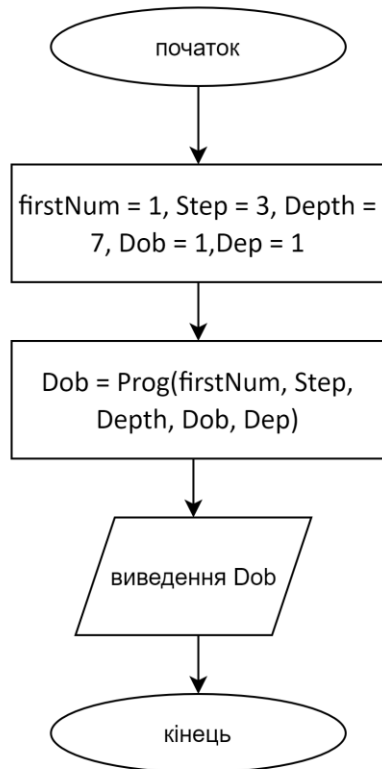 початок
firstNum = 1, Step = 3, Depth =
7, Dob = 1,Dep = 1
Dob = Prog(firstNum, Step,
Depth, Dob, Dep)
виведення Dob
кінець